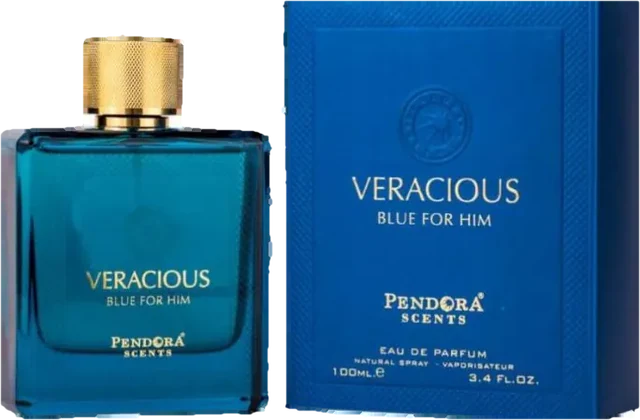 VERACIOUS
BLUE FOR HIM
PENDORA®
SCENTS
VERACIOUS
BLUE FOR HIM
PENDORA®
SCENTS
EAU DE PARFUM
NATURAL SPRAY - VAPORISATEUR
100ML.e
3.4 FL.OZ.